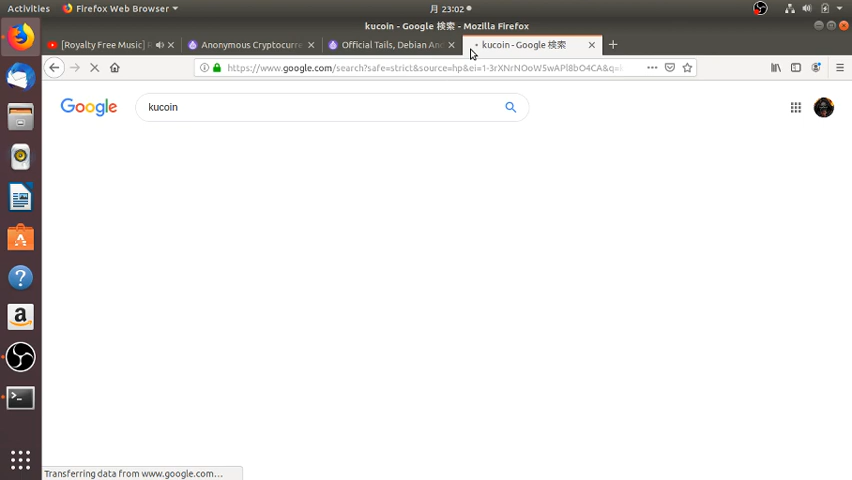 Activities Firefox Web Browser 月 23:02
kucoin - Google 検索 - Mozilla Firefox
[Royalty Free Music] Anonymous Cryptocurre Official Tails, Debian And kucoin - Google 検索
https://www.google.com/search?safe=strict&source=hp&ei=1-3rXNrNOoW5wAPl8bO4CA&q=
Google kucoin
Transferring data from www.google.com...